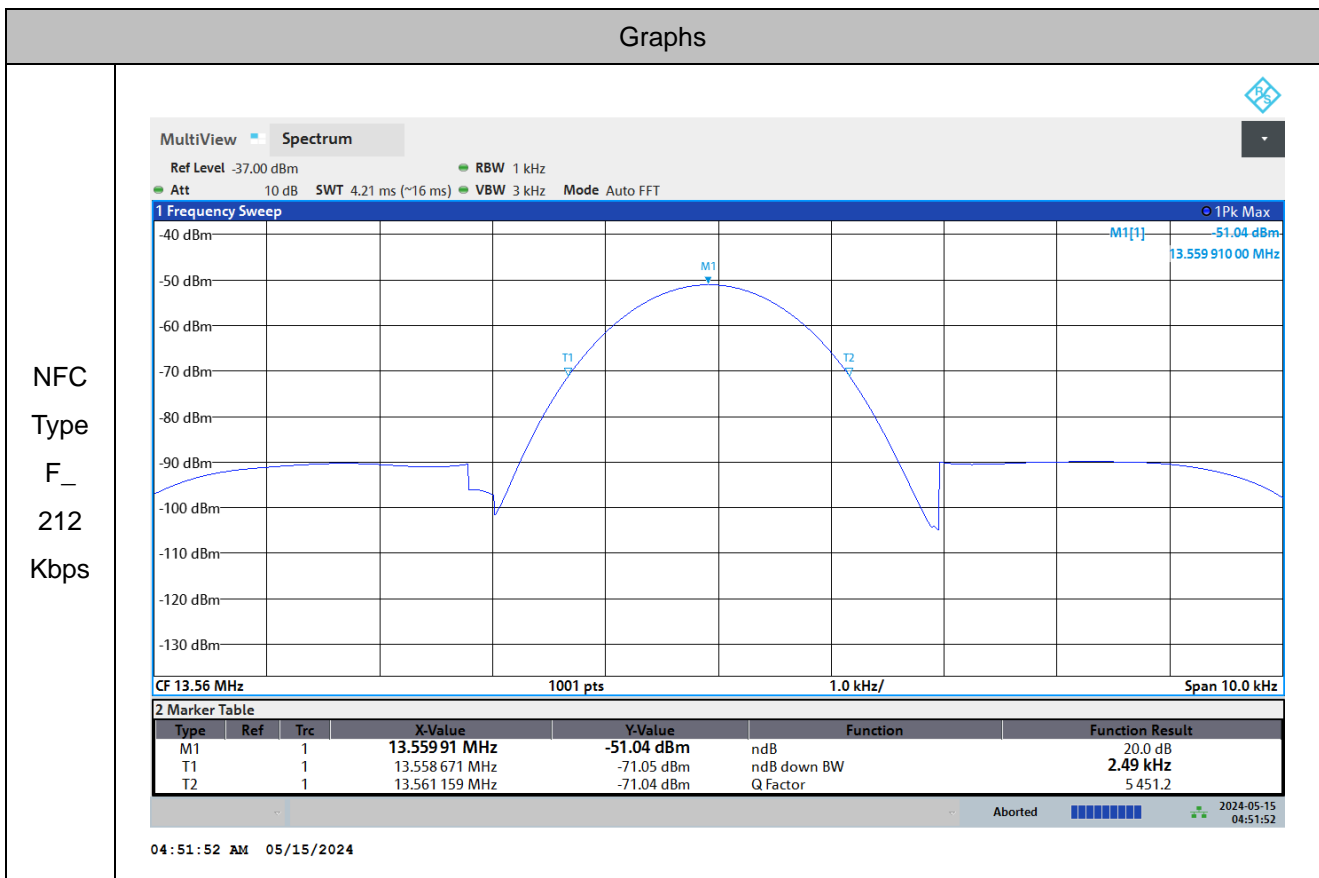 Graphs
NFC
Type
F_
212
Kbps
R&S
MultiView Spectrum
Ref Level -37.00 dBm RBW 1 kHz
Att 10 dB SWT 4.21 ms (~16 ms) VBW 3 kHz Mode Auto FFT
1 Frequency Sweep 1Pk Max
-40 dBm
M1[1] -51.04 dBm
13.559 910 00 MHz
M1
-50 dBm
-60 dBm
T1 T2
-70 dBm
-80 dBm
-90 dBm
-100 dBm
-110 dBm
-120 dBm
-130 dBm
CF 13.56 MHz 1001 pts 1.0 kHz/ Span 10.0 kHz
2 Marker Table
Type Ref Trc X-Value Y-Value Function Function Result
M1 1 13.559 91 MHz -51.04 dBm ndB 20.0 dB
T1 1 13.558 671 MHz -71.05 dBm ndB down BW 2.49 kHz
T2 1 13.561 159 MHz -71.04 dBm Q Factor 5 451.2
Aborted 2024-05-15
04:51:52
04:51:52 AM 05/15/2024